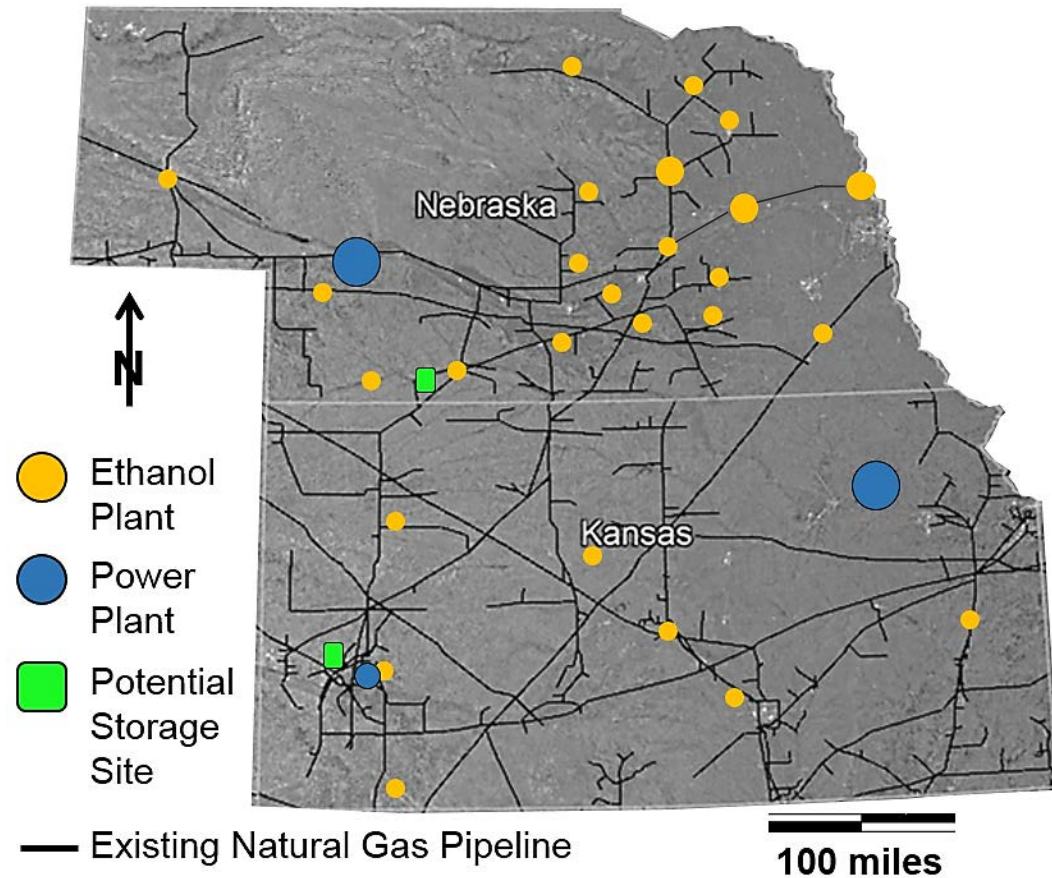 Nebraska
N
Ethanol
Plant
Kansas
Power
Plant
Potential
Storage
Site
Existing Natural Gas Pipeline
100 miles